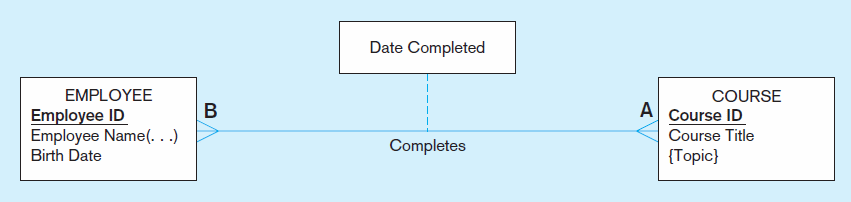 Date Completed
EMPLOYEE
Employee ID
Employee Name(. . .)
Birth Date
B
Completes
A
COURSE
Course ID
Course Title
{Topic}